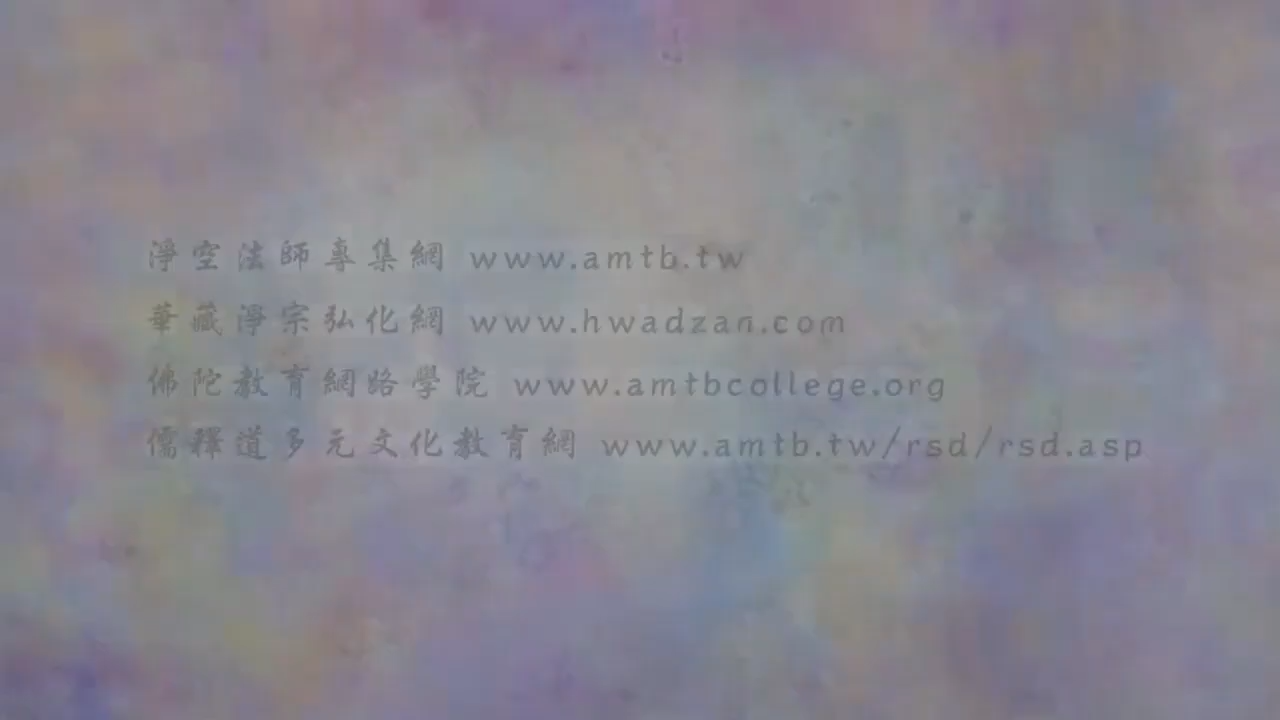 淨空法師專集網 www.amtb.tw
華藏淨宗弘化網 www.hwadzan.com
佛陀教育網路學院 www.amtbcollege.org
儒釋道多元文化教育網 www.amtb.tw/rsd/rsd.asp